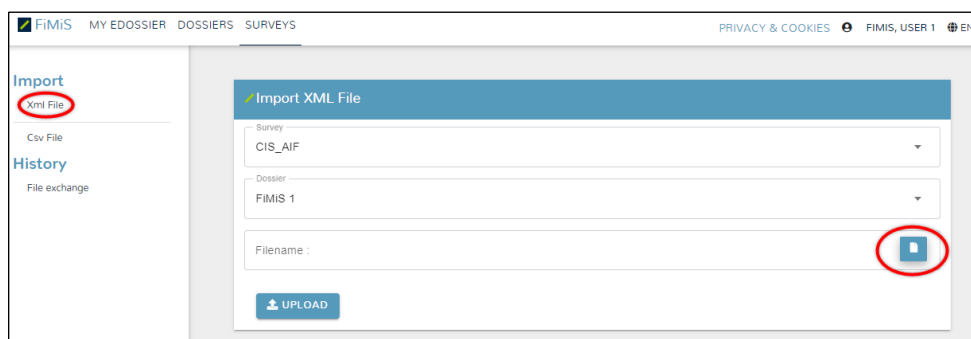 FiMiS MY EDOSSIER DOSSIERS SURVEYS PRIVACY & COOKIES FIMIS, USER 1 EN
Import
Xml File
Csv File
History
File exchange
Import XML File
Survey
CIS_AIF
Dossier
FiMiS 1
Filename :
UPLOAD